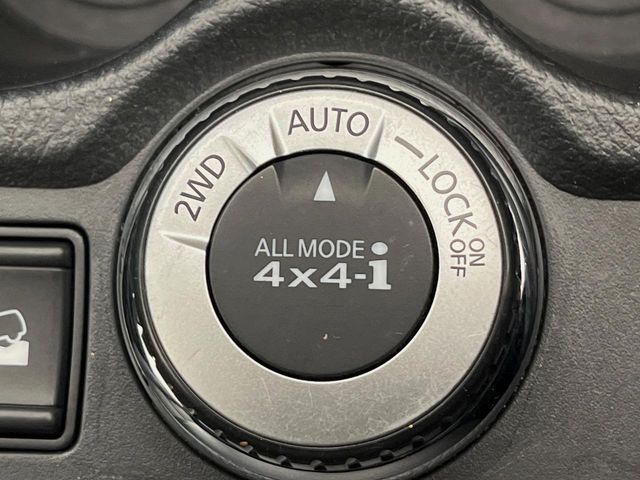 2WD
AUTO
LOCK
ON
OFF
ALL MODE
4x4-i